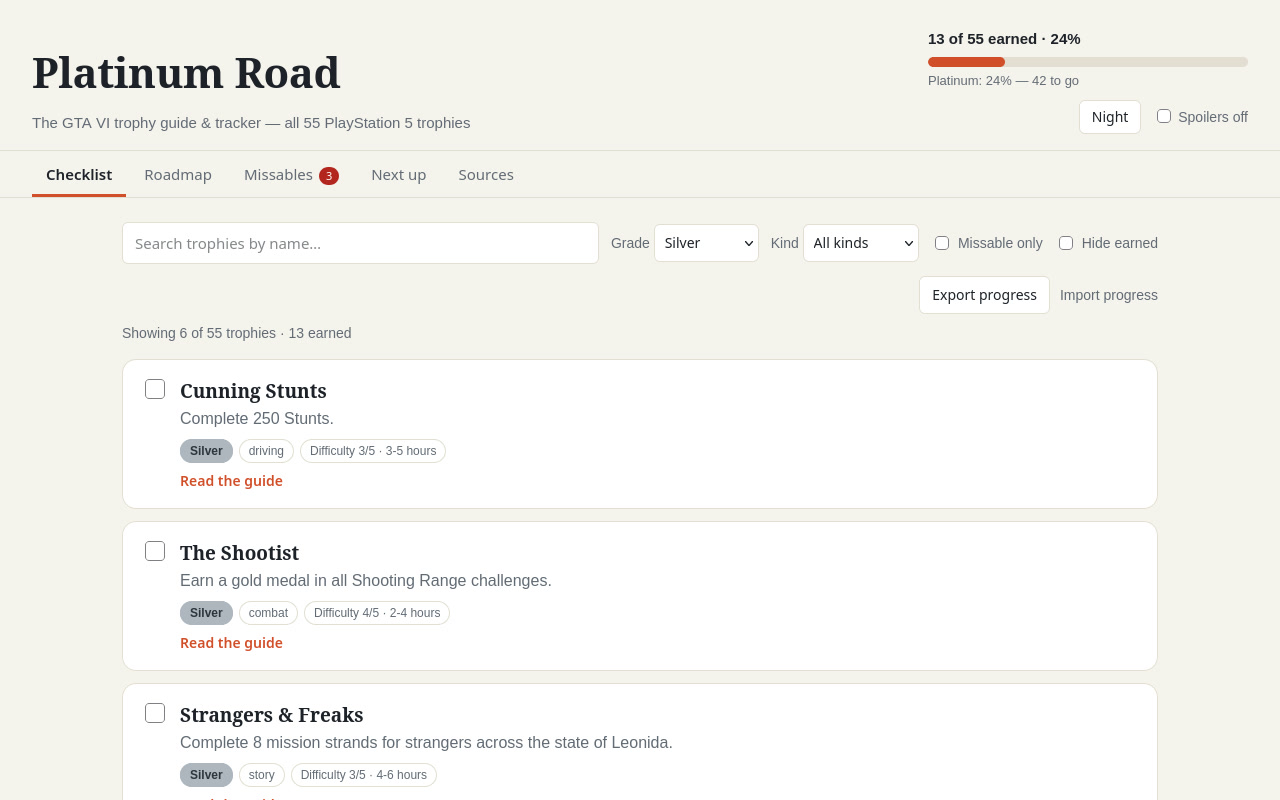 13 of 55 earned · 24%
Platinum Road
Platinum: 24% — 42 to go
The GTA VI trophy guide & tracker — all 55 PlayStation 5 trophies
Night Spoilers off
Checklist Roadmap Missables 3 Next up Sources
Search trophies by name... Grade Silver Kind All kinds Missable only Hide earned
Export progress Import progress
Showing 6 of 55 trophies · 13 earned
Cunning Stunts
Complete 250 Stunts.
Silver driving Difficulty 3/5 · 3-5 hours
Read the guide
The Shootist
Earn a gold medal in all Shooting Range challenges.
Silver combat Difficulty 4/5 · 2-4 hours
Read the guide
Strangers & Freaks
Complete 8 mission strands for strangers across the state of Leonida.
Silver story Difficulty 3/5 · 4-6 hours